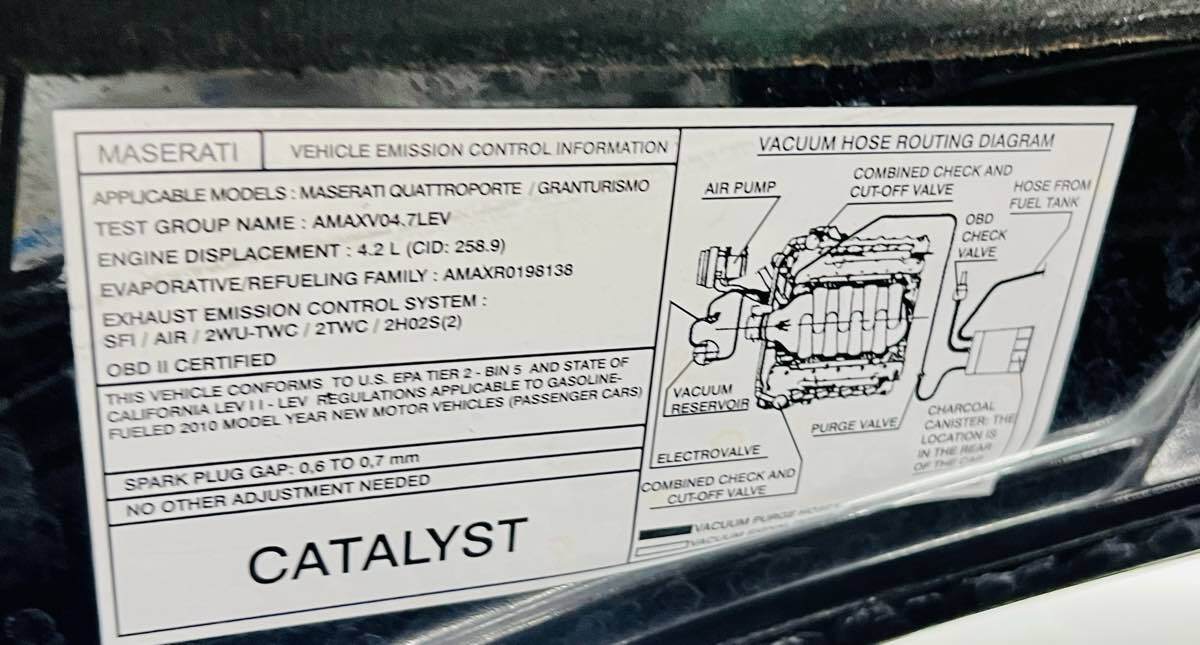 MASERATI
VEHICLE EMISSION CONTROL INFORMATION
APPLICABLE MODELS : MASERATI QUATTROPORTE / GRANTURISMO
TEST GROUP NAME : AMAXV04.7LEV
ENGINE DISPLACEMENT : 4.2 L (CID: 258.9)
EVAPORATIVE/REFUELING FAMILY : AMAXR0198138
EXHAUST EMISSION CONTROL SYSTEM :
SFI / AIR / 2WU-TWC / 2TWC / 2H02S(2)
OBD II CERTIFIED
THIS VEHICLE CONFORMS TO U.S. EPA TIER 2 - BIN 5 AND STATE OF
CALIFORNIA LEV I I - LEV REGULATIONS APPLICABLE TO GASOLINE-
FUELED 2010 MODEL YEAR NEW MOTOR VEHICLES (PASSENGER CARS)
SPARK PLUG GAP: 0,6 TO 0,7 mm
NO OTHER ADJUSTMENT NEEDED
CATALYST
VACUUM HOSE ROUTING DIAGRAM
AIR PUMP
COMBINED CHECK AND
CUT-OFF VALVE
HOSE FROM
FUEL TANK
OBD
CHECK
VALVE
VACUUM
RESERVOIR
PURGE VALVE
CHARCOAL
CANISTER: THE
LOCATION IS
IN THE REAR
OF THE CAR
ELECTROVALVE
COMBINED CHECK AND
CUT-OFF VALVE
VACUUM PURGE
VACUUM